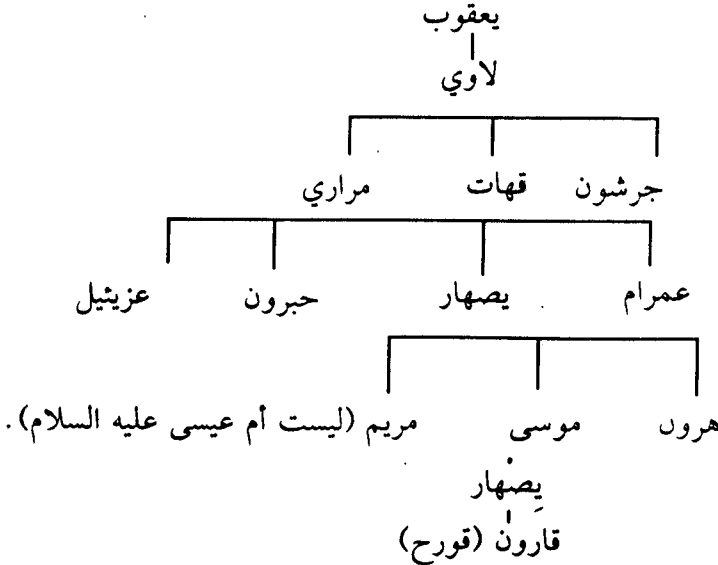 يعقوب
لاوي
جرشون قهات مراري
عمرام يصهار حبرون عزيئيل
هرون موسى مريم (ليست أم عيسى عليه السلام).
يِصْهار
قارون (قورح)